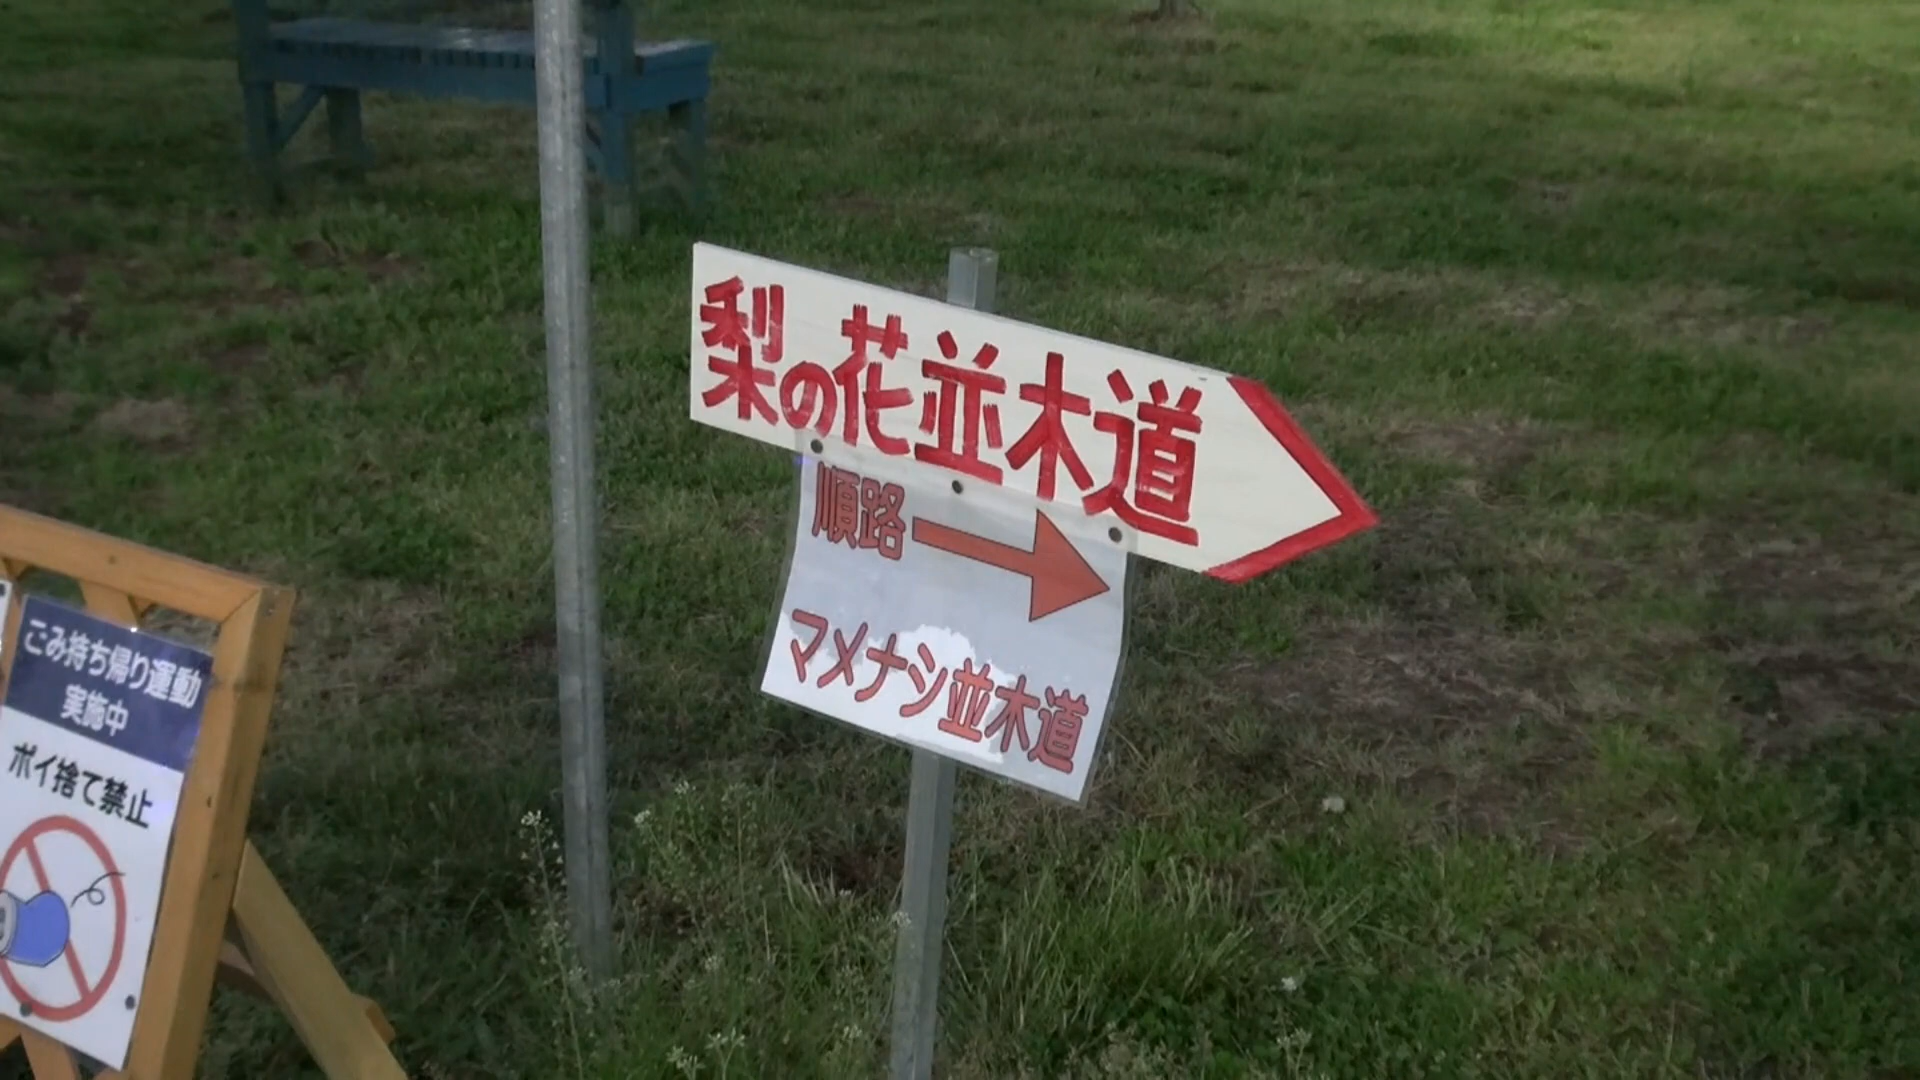 梨の花並木道
順路
マメナシ並木道
ごみ持ち帰り運動
実施中
ポイ捨て禁止